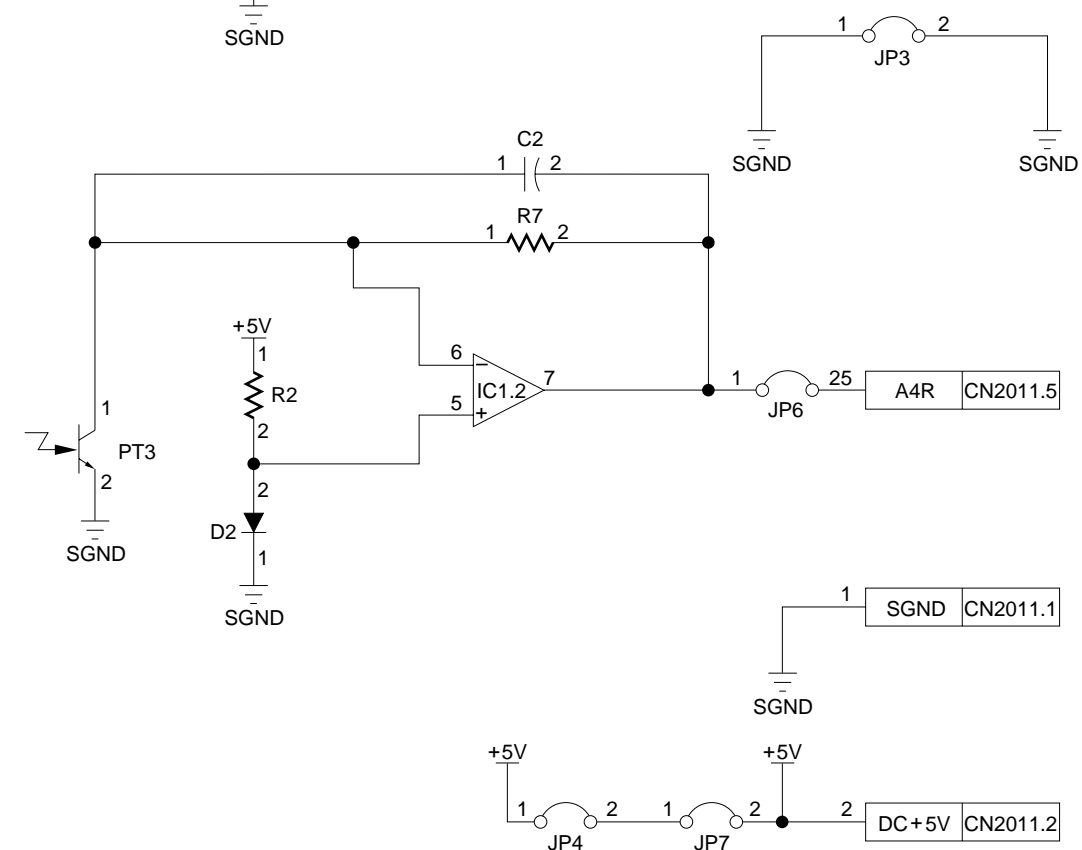 SGND
1 2
JP3
SGND SGND
C2
1 2
R7
1 2
+5V
1
R2
2
6
−
5
+
IC1.2
7
1 25
JP6
A4R CN2011.5
1
PT3
2
SGND
2
D2
1
SGND
1
SGND CN2011.1
SGND
+5V +5V
1 2 1 2 2
JP4 JP7
DC+5V CN2011.2